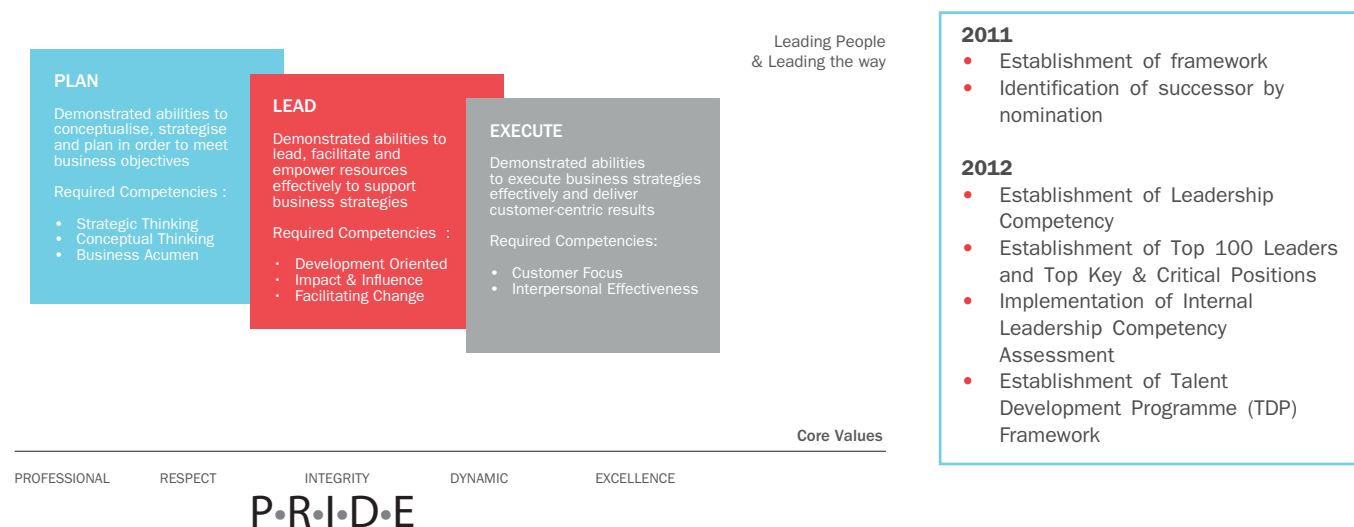 Leading People
& Leading the way
PLAN
Demonstrated abilities to
conceptualise, strategise
and plan in order to meet
business objectives
Required Competencies :
• Strategic Thinking
• Conceptual Thinking
• Business Acumen
LEAD
Demonstrated abilities to
lead, facilitate and
empower resources
effectively to support
business strategies
Required Competencies :
• Development Oriented
• Impact & Influence
• Facilitating Change
EXECUTE
Demonstrated abilities
to execute business strategies
effectively and deliver
customer-centric results
Required Competencies:
• Customer Focus
• Interpersonal Effectiveness
Core Values
PROFESSIONAL RESPECT INTEGRITY DYNAMIC EXCELLENCE
P•R•I•D•E
2011
• Establishment of framework
• Identification of successor by
nomination
2012
• Establishment of Leadership
Competency
• Establishment of Top 100 Leaders
and Top Key & Critical Positions
• Implementation of Internal
Leadership Competency
Assessment
• Establishment of Talent
Development Programme (TDP)
Framework